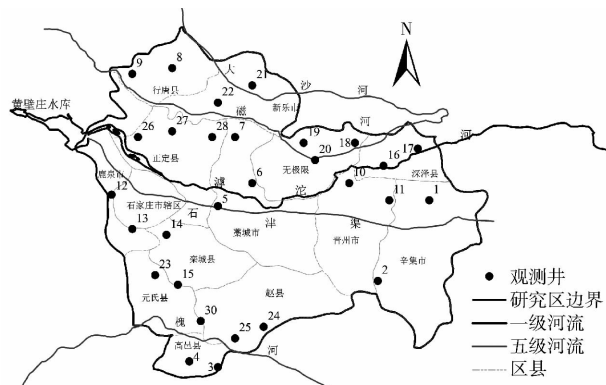 N
8
9
大
21
行唐县
沙
河
22
新乐市
黄壁庄水库
磁
河
27
26
28
7
19
18
17
河
正定县
20
无极限
16
滹
沱
深泽县
鹿泉市
6
10
12
11
1
石家庄市辖区
5
石
津
渠
13
14
藁城市
晋州市
辛集市
栾城县
23
15
2
元氏县
赵县
槐
30
24
25
河
高邑县
4
3
观测井
研究区边界
一级河流
五级河流
区县